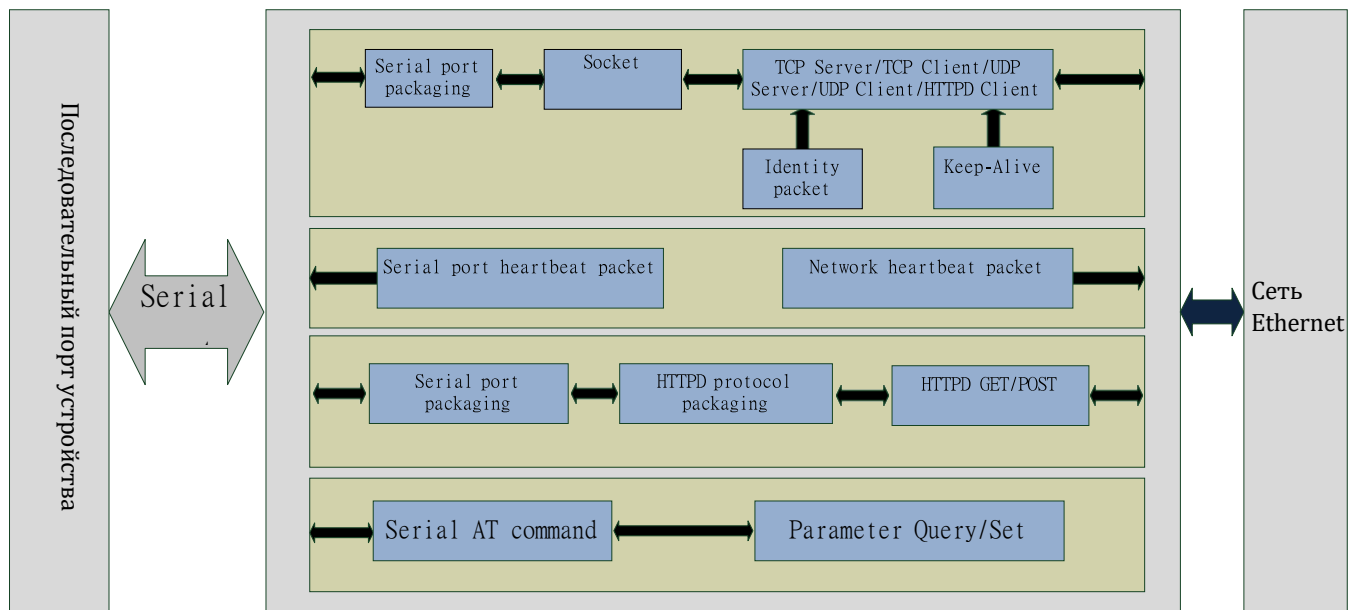 Последовательный порт устройства
Serial
Serial port
packaging
Socket
TCP Server/TCP Client/UDP
Server/UDP Client/HTTPD Client
Identity
packet
Keep-Alive
Serial port heartbeat packet
Network heartbeat packet
Serial port
packaging
HTTPD protocol
packaging
HTTPD GET/POST
Serial AT command
Parameter Query/Set
Сеть
Ethernet